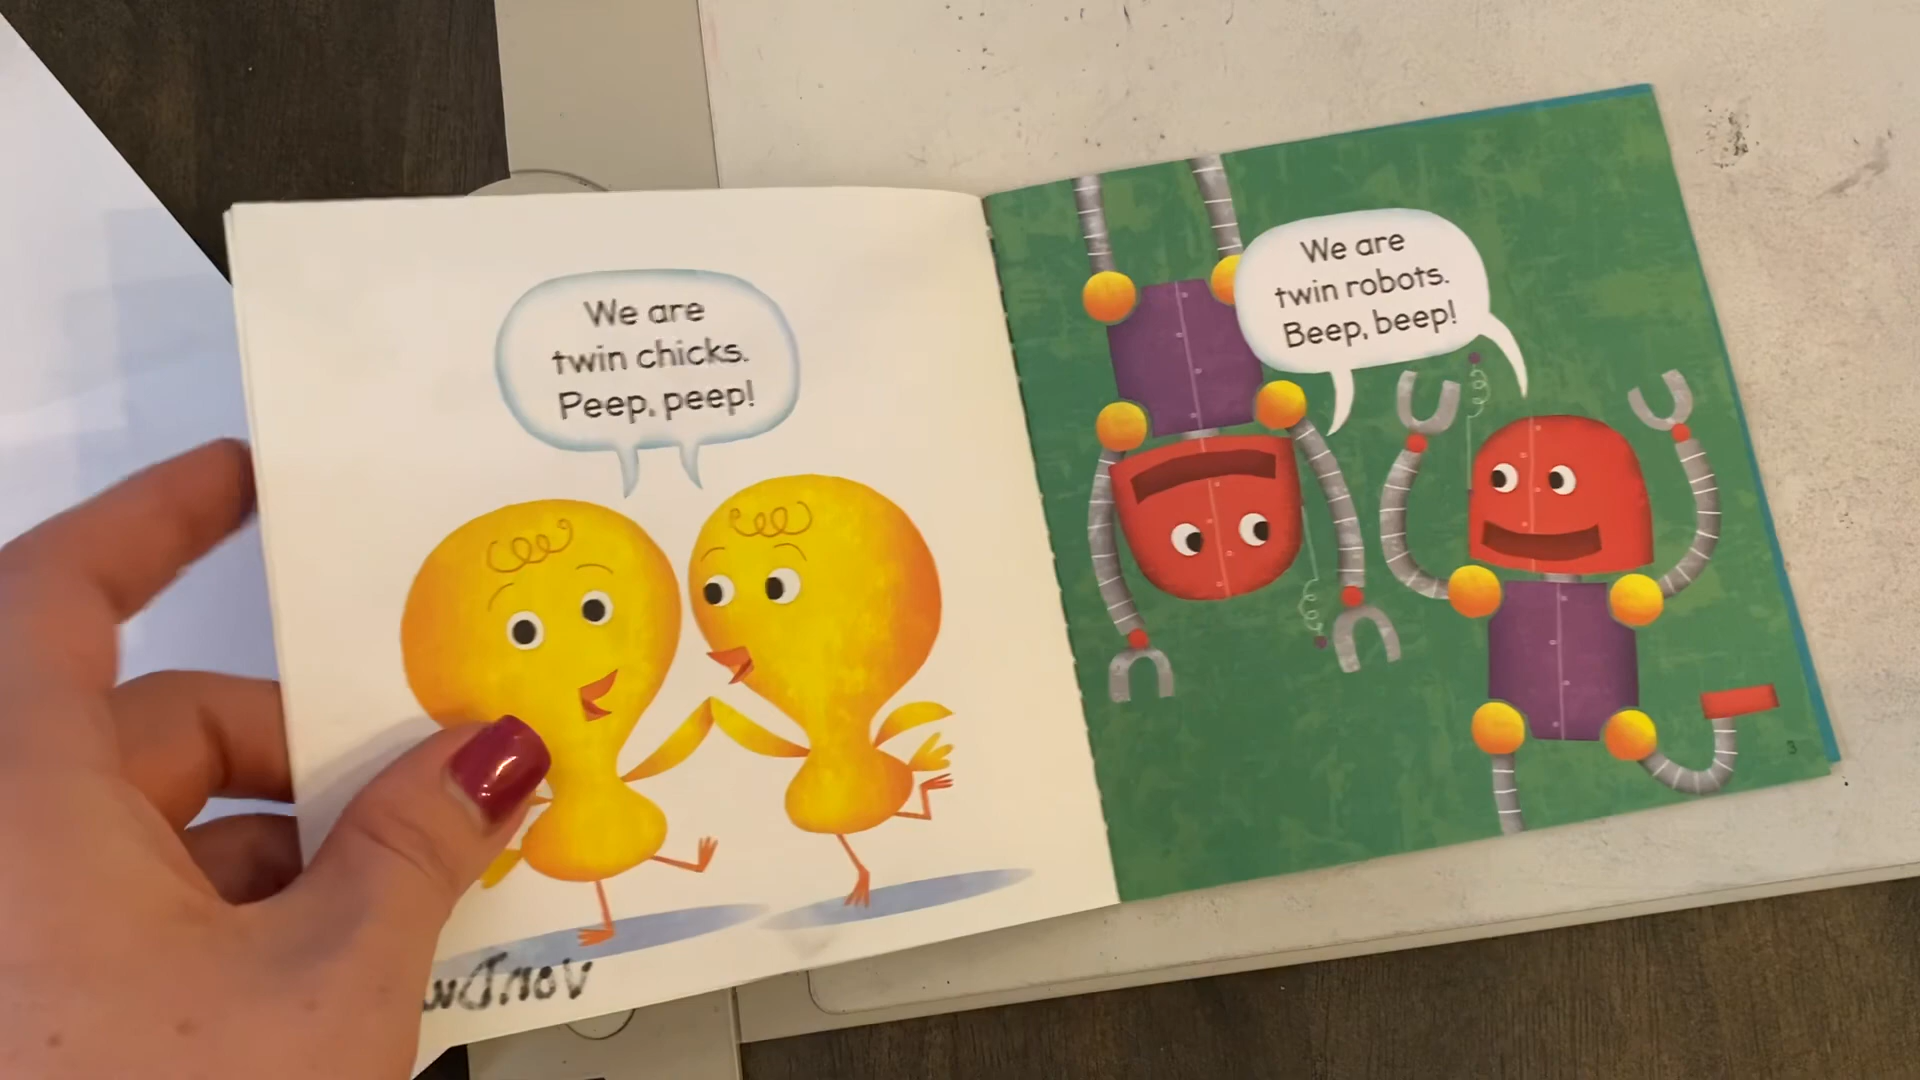 We are
twin chicks.
Peep, peep!
We are
twin robots.
Beep, beep!
3